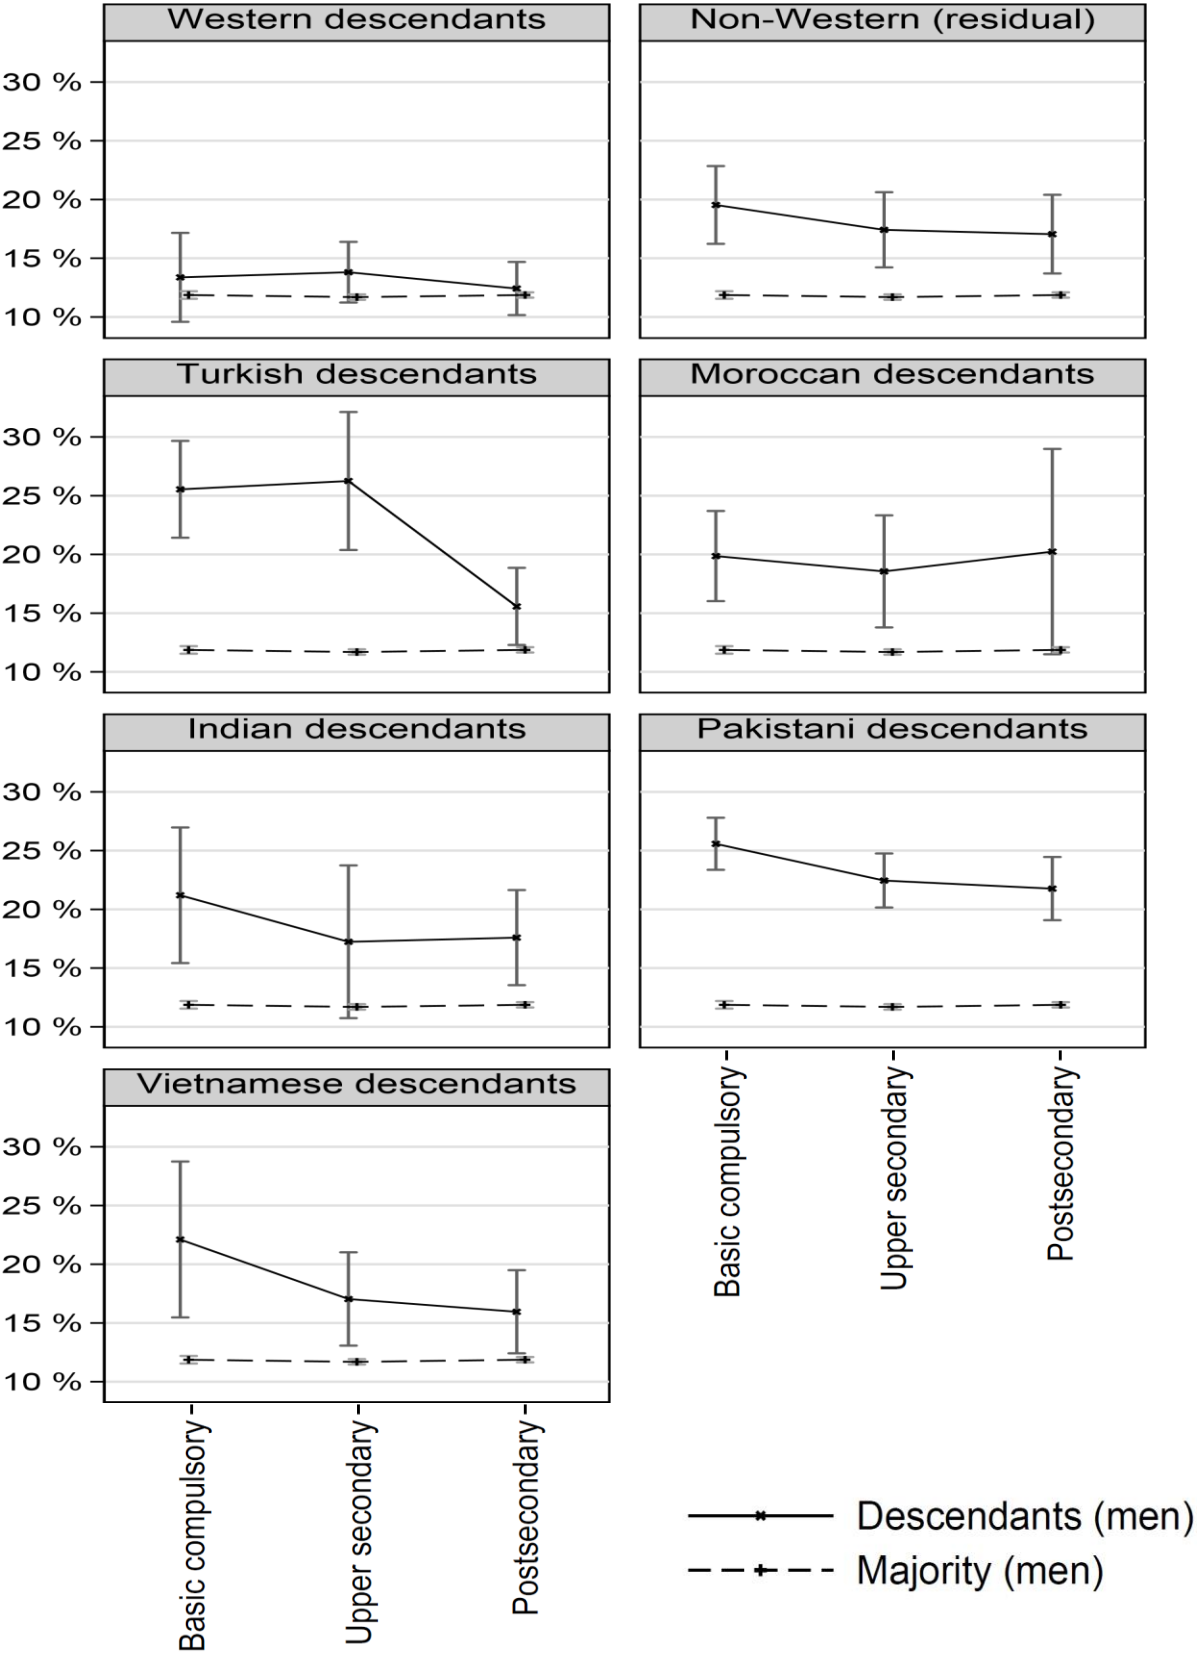 Western descendants
Non-Western (residual)
30 %
25 %
20 %
15 %
10 %
Turkish descendants
Moroccan descendants
30 %
25 %
20 %
15 %
10 %
Indian descendants
Pakistani descendants
30 %
25 %
20 %
15 %
10 %
Basic compulsory
Upper secondary
Postsecondary
Vietnamese descendants
30 %
25 %
20 %
15 %
10 %
Basic compulsory
Upper secondary
Postsecondary
Descendants (men)
Majority (men)